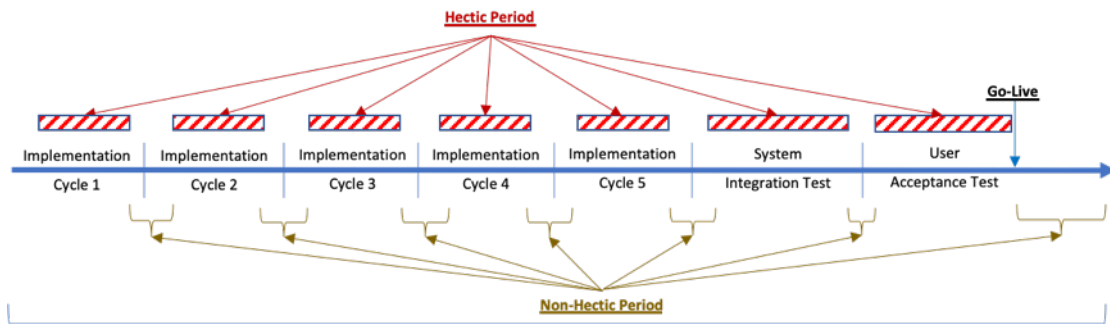 Hectic Period
Go-Live
Implementation Implementation Implementation Implementation Implementation System User
Cycle 1 Cycle 2 Cycle 3 Cycle 4 Cycle 5 Integration Test Acceptance Test
Non-Hectic Period